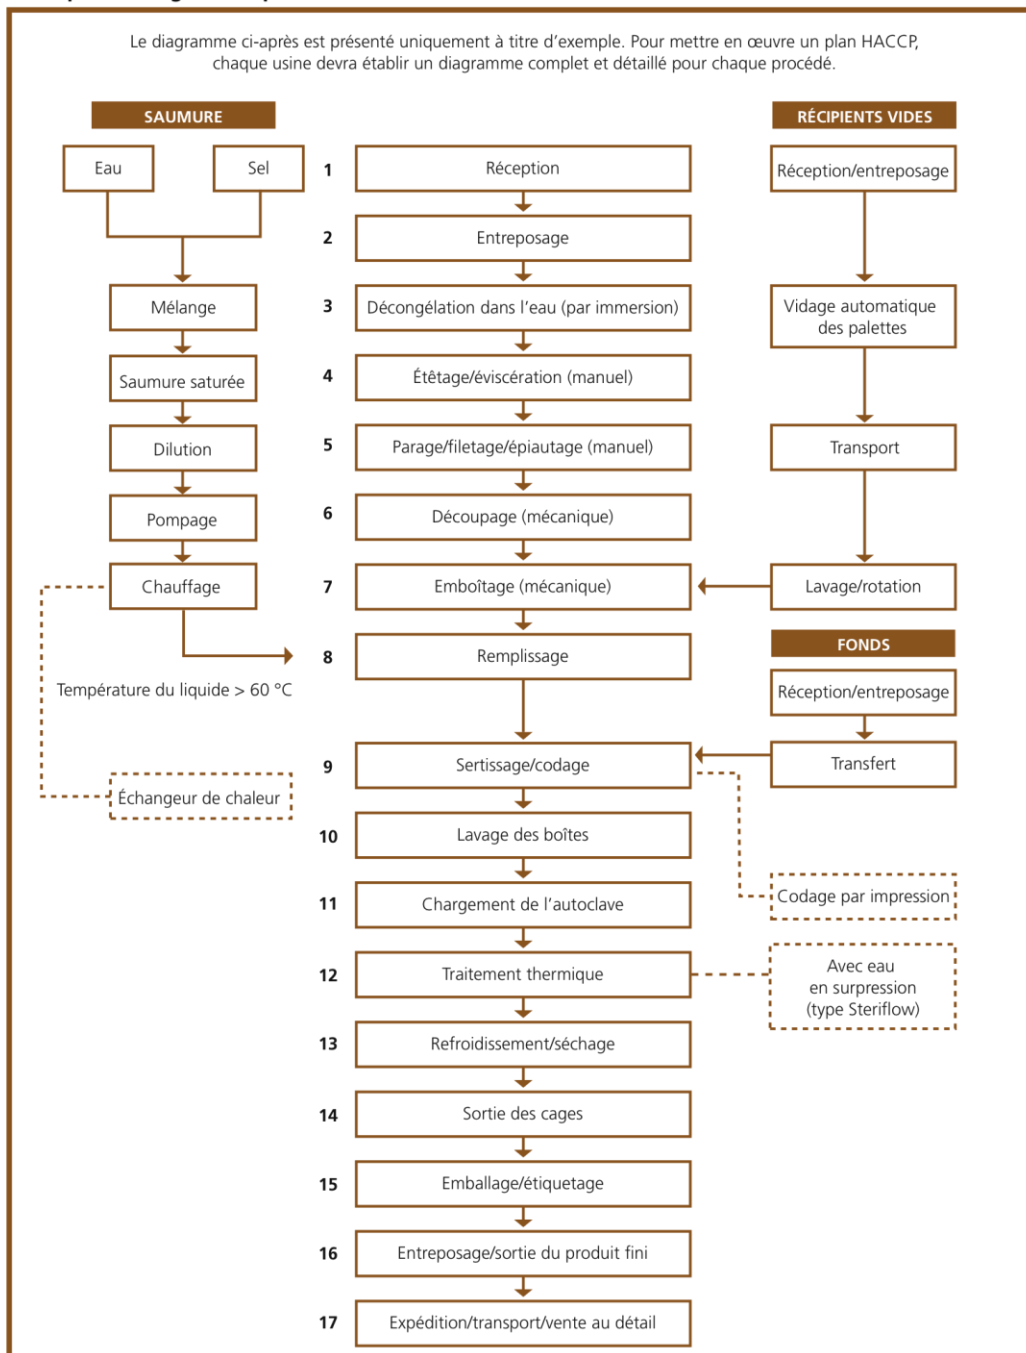 Le diagramme ci-après est présenté uniquement à titre d'exemple. Pour mettre en œuvre un plan HACCP,
chaque usine devra établir un diagramme complet et détaillé pour chaque procédé.
SAUMURE
Eau
Sel
Mélange
Saumure saturée
Dilution
Pompage
Chauffage
Température du liquide > 60 °C
Échangeur de chaleur
1 Réception
2 Entreposage
3 Décongélation dans l'eau (par immersion)
4 Étêtage/éviscération (manuel)
5 Parage/filetage/épiautage (manuel)
6 Découpage (mécanique)
7 Emboîtage (mécanique)
8 Remplissage
9 Sertissage/codage
10 Lavage des boîtes
11 Chargement de l'autoclave
12 Traitement thermique
13 Refroidissement/séchage
14 Sortie des cages
15 Emballage/étiquetage
16 Entreposage/sortie du produit fini
17 Expédition/transport/vente au détail
RÉCIPIENTS VIDES
Réception/entreposage
Vidage automatique
des palettes
Transport
Lavage/rotation
FONDS
Réception/entreposage
Transfert
Codage par impression
Avec eau
en surpression
(type Steriflow)